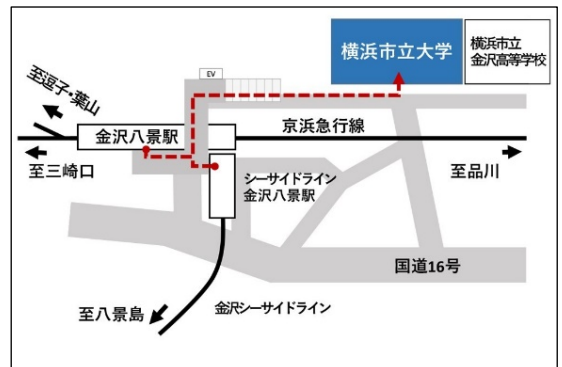 EV
横浜市立大学
横浜市立
金沢高等学校
至逗子・葉山
金沢八景駅
京浜急行線
至三崎口
至品川
シーサイドライン
金沢八景駅
国道16号
至八景島
金沢シーサイドライン